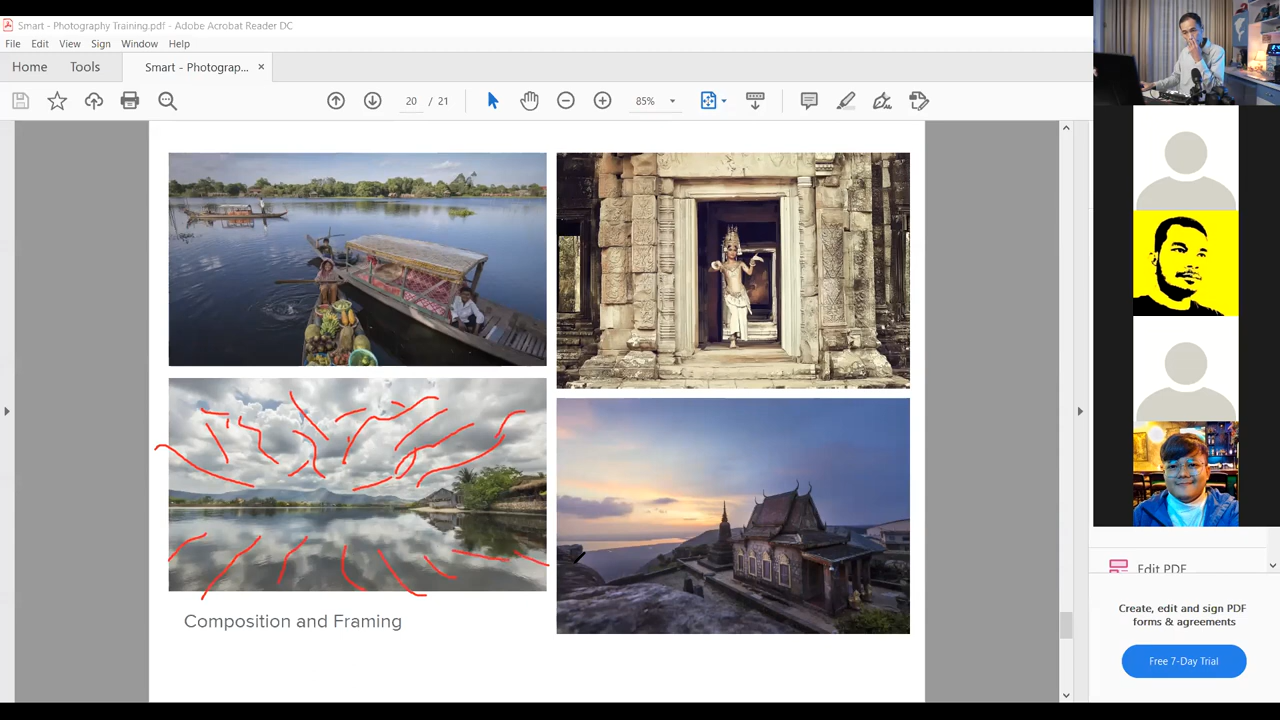 Smart - Photography Training.pdf - Adobe Acrobat Reader DC
File Edit View Sign Window Help
Home Tools Smart - Photograp... ×
20 / 21 85%
Composition and Framing
Edit PDF
Create, edit and sign PDF
forms & agreements
Free 7-Day Trial